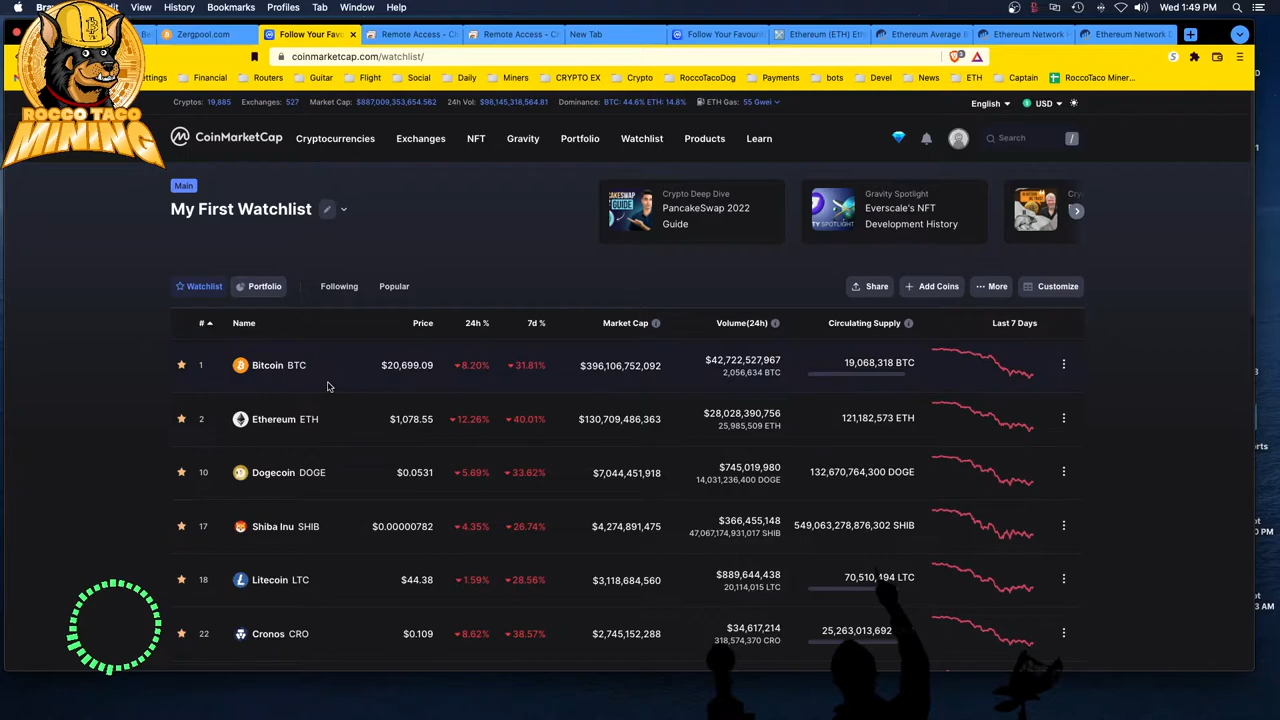 Brav
View
History
Bookmarks
Profiles
Tab
Window
Help
Wed 1:49 PM
Be
Zergpool.com
Follow Your Fav
Remote Access - Ch
Remote Access - C
New Tab
Follow Your Favouri
Ethereum (ETH) Eth
Ethereum Average B
Ethereum Network H
Ethereum Network D
coinmarketcap.com/watchlist/
ettings
Financial
Routers
Guitar
Flight
Social
Daily
Miners
CRYPTO EX
Crypto
RoccoTacoDog
Payments
bots
Devel
News
ETH
Captain
RoccoTaco Miner...
ROCCO TACO
MINING
Cryptos: 19,885
Exchanges: 527
Market Cap: $887,009,353,654.562
24h Vol: $98,145,318,564.81
Dominance: BTC: 44.6% ETH: 14.8%
ETH Gas: 55 Gwei
English
USD
CoinMarketCap
Cryptocurrencies
Exchanges
NFT
Gravity
Portfolio
Watchlist
Products
Learn
Search
/
Main
My First Watchlist
Crypto Deep Dive
PancakeSwap 2022
Guide
Gravity Spotlight
Everscale's NFT
Development History
Watchlist
Portfolio
Following
Popular
Share
Add Coins
More
Customize
# Name Price 24h % 7d % Market Cap Volume(24h) Circulating Supply Last 7 Days
1 Bitcoin BTC $20,699.09 8.20% 31.81% $396,106,752,092 $42,722,527,967 19,068,318 BTC
2,056,634 BTC
2 Ethereum ETH $1,078.55 12.26% 40.01% $130,709,486,363 $28,028,390,756 121,182,573 ETH
25,985,509 ETH
10 Dogecoin DOGE $0.0531 5.69% 33.62% $7,044,451,918 $745,019,980 132,670,764,300 DOGE
14,031,236,400 DOGE
17 Shiba Inu SHIB $0.00000782 4.35% 26.74% $4,274,891,475 $366,455,148 549,063,278,876,302 SHIB
47,067,174,931,017 SHIB
18 Litecoin LTC $44.38 1.59% 28.56% $3,118,684,560 $889,644,438 70,510,494 LTC
20,114,015 LTC
22 Cronos CRO $0.109 8.62% 38.57% $2,745,152,288 $34,617,214 25,263,013,692
318,574,370 CRO